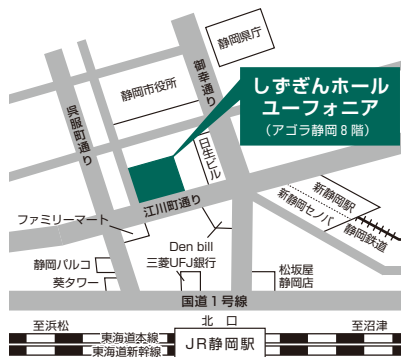 静岡県庁
御幸通り
静岡市役所
しずぎんホール
ユーフォニア
(アゴラ静岡8階)
呉服町通り
日生ビル
江川町通り
新静岡駅
新静岡セノバ
静岡鉄道
ファミリーマート
Den bill
静岡パルコ
三菱UFJ銀行
松坂屋
静岡店
葵タワー
国道1号線
北口
至浜松
至沼津
東海道本線
JR静岡駅
東海道新幹線